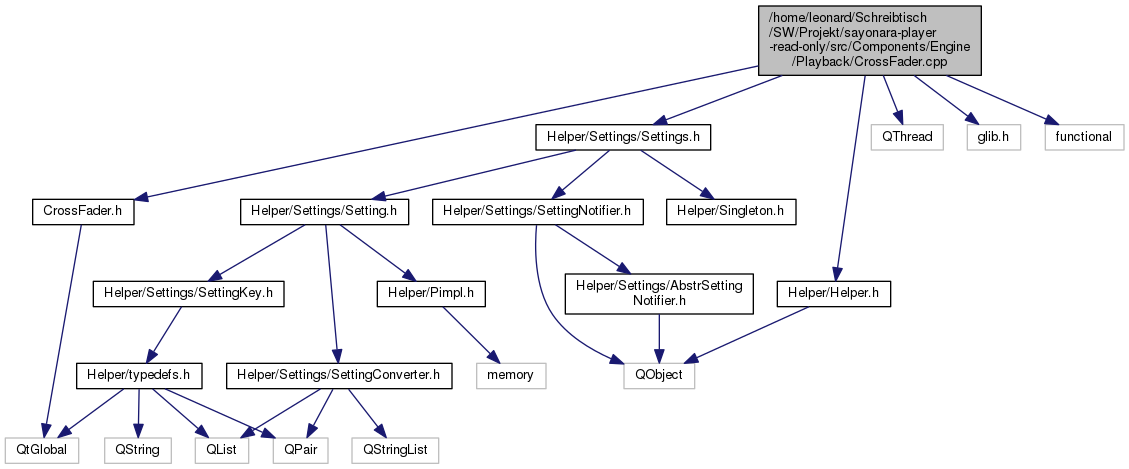 /home/leonard/Schreibtisch
/SW/Projekt/sayonara-player
-read-only/src/Components/Engine
/Playback/CrossFader.cpp
Helper/Settings/Settings.h
QThread
glib.h
functional
CrossFader.h
Helper/Settings/Setting.h
Helper/Settings/SettingNotifier.h
Helper/Singleton.h
Helper/Settings/SettingKey.h
Helper/Pimpl.h
Helper/Settings/AbstrSetting
Notifier.h
Helper/Helper.h
Helper/typedefs.h
Helper/Settings/SettingConverter.h
memory
QObject
QtGlobal
QString
QList
QPair
QStringList